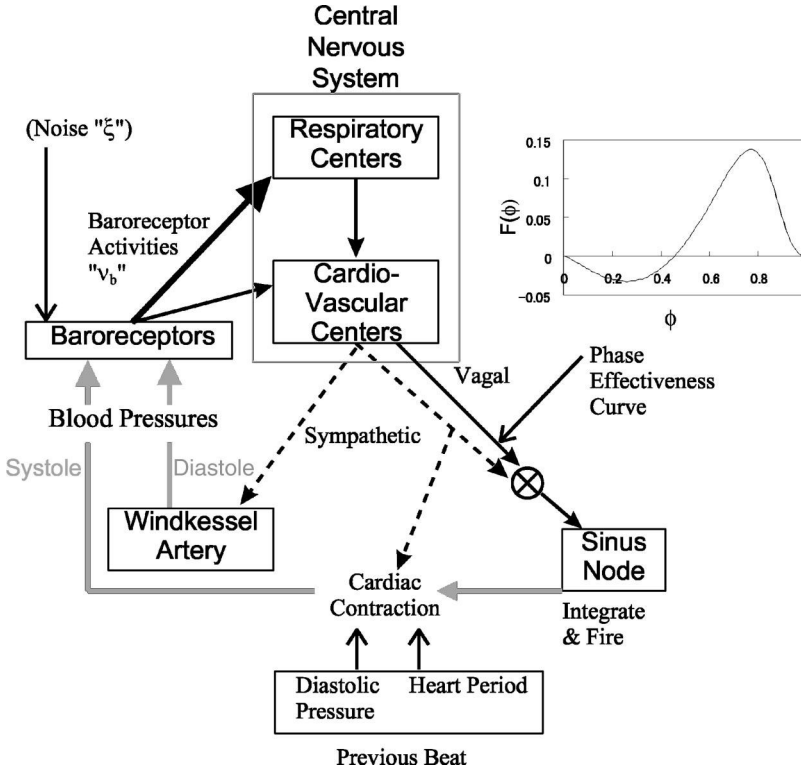 Central
Nervous
System
(Noise "ξ")
Respiratory
Centers
Baroreceptor
Activities
"νb"
Cardio-
Vascular
Centers
Baroreceptors
0.15
0.10
0.05
0
−0.05
F(ϕ)
0 0.2 0.4 0.6 0.8
ϕ
Phase
Effectiveness
Curve
Vagal
Blood Pressures
Sympathetic
Systole
Diastole
Windkessel
Artery
Sinus
Node
Cardiac
Contraction
Integrate
& Fire
Diastolic
Pressure
Heart Period
Previous Beat